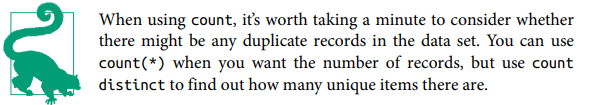 When using count, it’s worth taking a minute to consider whether
there might be any duplicate records in the data set. You can use
count(*) when you want the number of records, but use count
distinct to find out how many unique items there are.